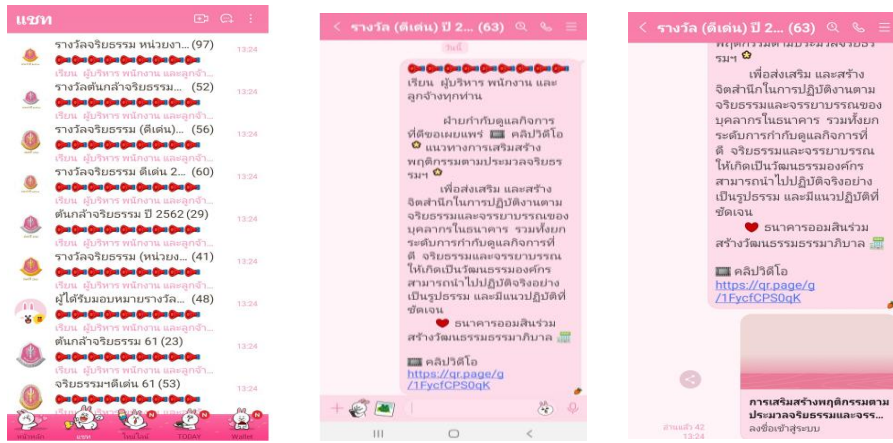 แชท
รางวัลจริยธรรม หน่วยงา... (97)
13:24
เรียน ผู้บริหาร พนักงาน และลูกจ้า...
รางวัลต้นกล้าจริยธรรม... (52)
13:24
เรียน ผู้บริหาร พนักงาน และลูกจ้า...
รางวัลจริยธรรม (ดีเด่น)... (56)
13:24
เรียน ผู้บริหาร พนักงาน และลูกจ้า...
รางวัลจริยธรรม ดีเด่น 2... (60)
13:24
เรียน ผู้บริหาร พนักงาน และลูกจ้า...
ต้นกล้าจริยธรรม ปี 2562 (29)
13:24
เรียน ผู้บริหาร พนักงาน และลูกจ้า...
รางวัลจริยธรรม (หน่วยง... (41)
13:24
เรียน ผู้บริหาร พนักงาน และลูกจ้า...
ผู้ได้รับมอบหมายรางวัล... (48)
13:24
เรียน ผู้บริหาร พนักงาน และลูกจ้า...
ต้นกล้าจริยธรรม 61 (23)
13:24
เรียน ผู้บริหาร พนักงาน และลูกจ้า...
จริยธรรมฯดีเด่น 61 (53)
13:24
หน้าหลัก แชท ไทม์ไลน์ TODAY Wallet
รางวัล (ดีเด่น) ปี 2... (63)
วันนี้
เรียน ผู้บริหาร พนักงาน และ
ลูกจ้างทุกท่าน
ฝ่ายกำกับดูแลกิจการ
ที่ดีขอเผยแพร่ คลิปวิดีโอ
แนวทางการเสริมสร้าง
พฤติกรรมตามประมวลจริยธร
รมฯ
เพื่อส่งเสริม และสร้าง
จิตสำนึกในการปฏิบัติงานตาม
จริยธรรมและจรรยาบรรณของ
บุคลากรในธนาคาร รวมทั้งยก
ระดับการกำกับดูแลกิจการที่
ดี จริยธรรมและจรรยาบรรณ
ให้เกิดเป็นวัฒนธรรมองค์กร
สามารถนำไปปฏิบัติจริงอย่าง
เป็นรูปธรรม และมีแนวปฏิบัติที่
ชัดเจน
ธนาคารออมสินร่วม
สร้างวัฒนธรรมธรรมาภิบาล
คลิปวิดีโอ
https://qr.page/g
/1FycfCPS0qK
รางวัล (ดีเด่น) ปี 2... (63)
พฤติกรรมตามประมวลจริยธร
รมฯ
เพื่อส่งเสริม และสร้าง
จิตสำนึกในการปฏิบัติงานตาม
จริยธรรมและจรรยาบรรณของ
บุคลากรในธนาคาร รวมทั้งยก
ระดับการกำกับดูแลกิจการที่
ดี จริยธรรมและจรรยาบรรณ
ให้เกิดเป็นวัฒนธรรมองค์กร
สามารถนำไปปฏิบัติจริงอย่าง
เป็นรูปธรรม และมีแนวปฏิบัติที่
ชัดเจน
ธนาคารออมสินร่วม
สร้างวัฒนธรรมธรรมาภิบาล
คลิปวิดีโอ
https://qr.page/g
/1FycfCPS0qK
การเสริมสร้างพฤติกรรมตาม
ประมวลจริยธรรมและจรร...
ลงชื่อเข้าสู่ระบบ
อ่านแล้ว 42
13:24